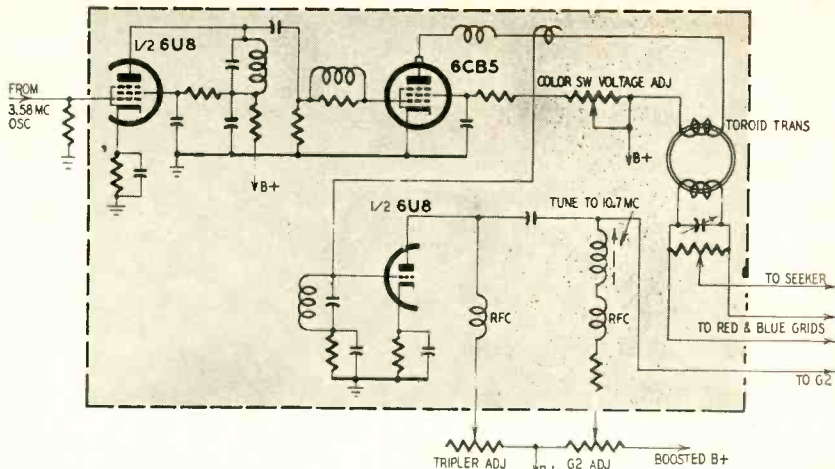 1/2 6U8
6CB5
COLOR SW VOLTAGE ADJ
FROM
3.58 MC
OSC
B+
B+
TOROID TRANS
1/2 6U8
TUNE TO 10.7 MC
RFC
RFC
TO SEEKER
TO RED & BLUE GRIDS
TO G2
TRIPLER ADJ
B+
G2 ADJ
BOOSTED B+